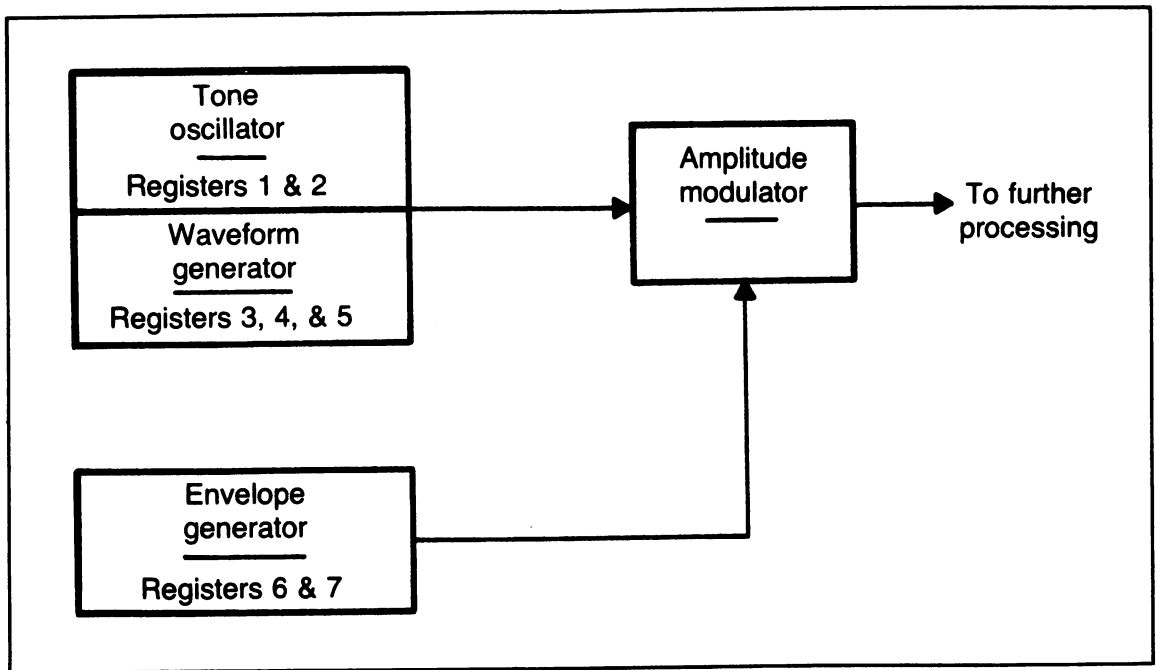 Tone
oscillator
Registers 1 & 2
Waveform
generator
Registers 3, 4, & 5
Amplitude
modulator
To further
processing
Envelope
generator
Registers 6 & 7